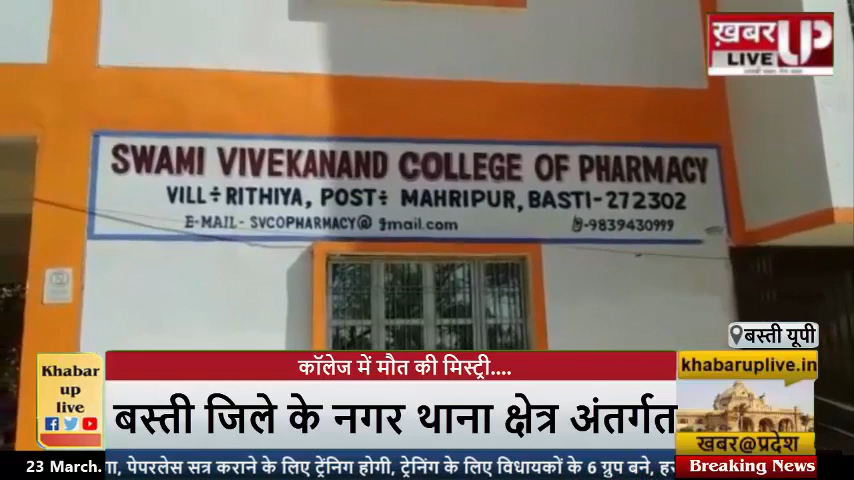 ख़बर UP
LIVE
SWAMI VIVEKANAND COLLEGE OF PHARMACY
VILL÷ RITHIYA, POST÷ MAHRIPUR, BASTI-272302
E-MAIL- SVCOPHARMACY@ gmail.com
-9839430999
बस्ती यूपी
Khabar
up
live
कॉलेज में मौत की मिस्ट्री....
khabaruplive.in
बस्ती जिले के नगर थाना क्षेत्र अंतर्गत
खबर@प्रदेश
23 March.
पेपरलेस सत्र कराने के लिए ट्रेंनिग होगी, ट्रेनिंग के लिए विधायकों के 6 ग्रुप बने,
Breaking News